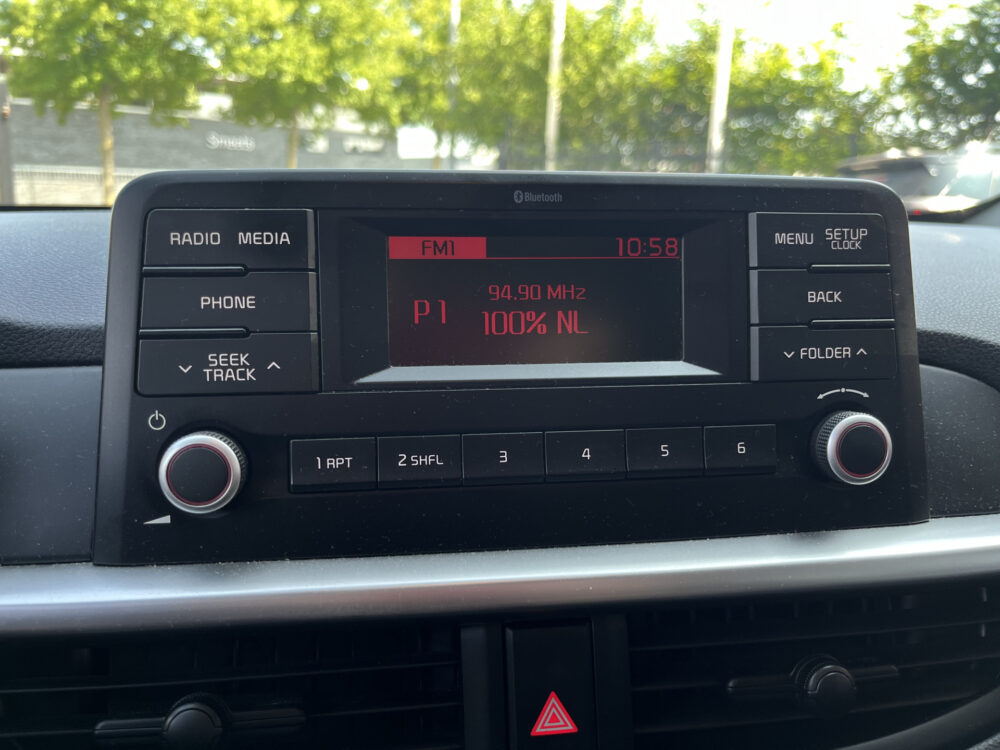 Bluetooth
RADIO MEDIA
PHONE
SEEK
TRACK
FM1 10:58
94.90 MHz
P1
100% NL
MENU SETUP
CLOCK
BACK
FOLDER
1 RPT
2 SHFL
3
4
5
6